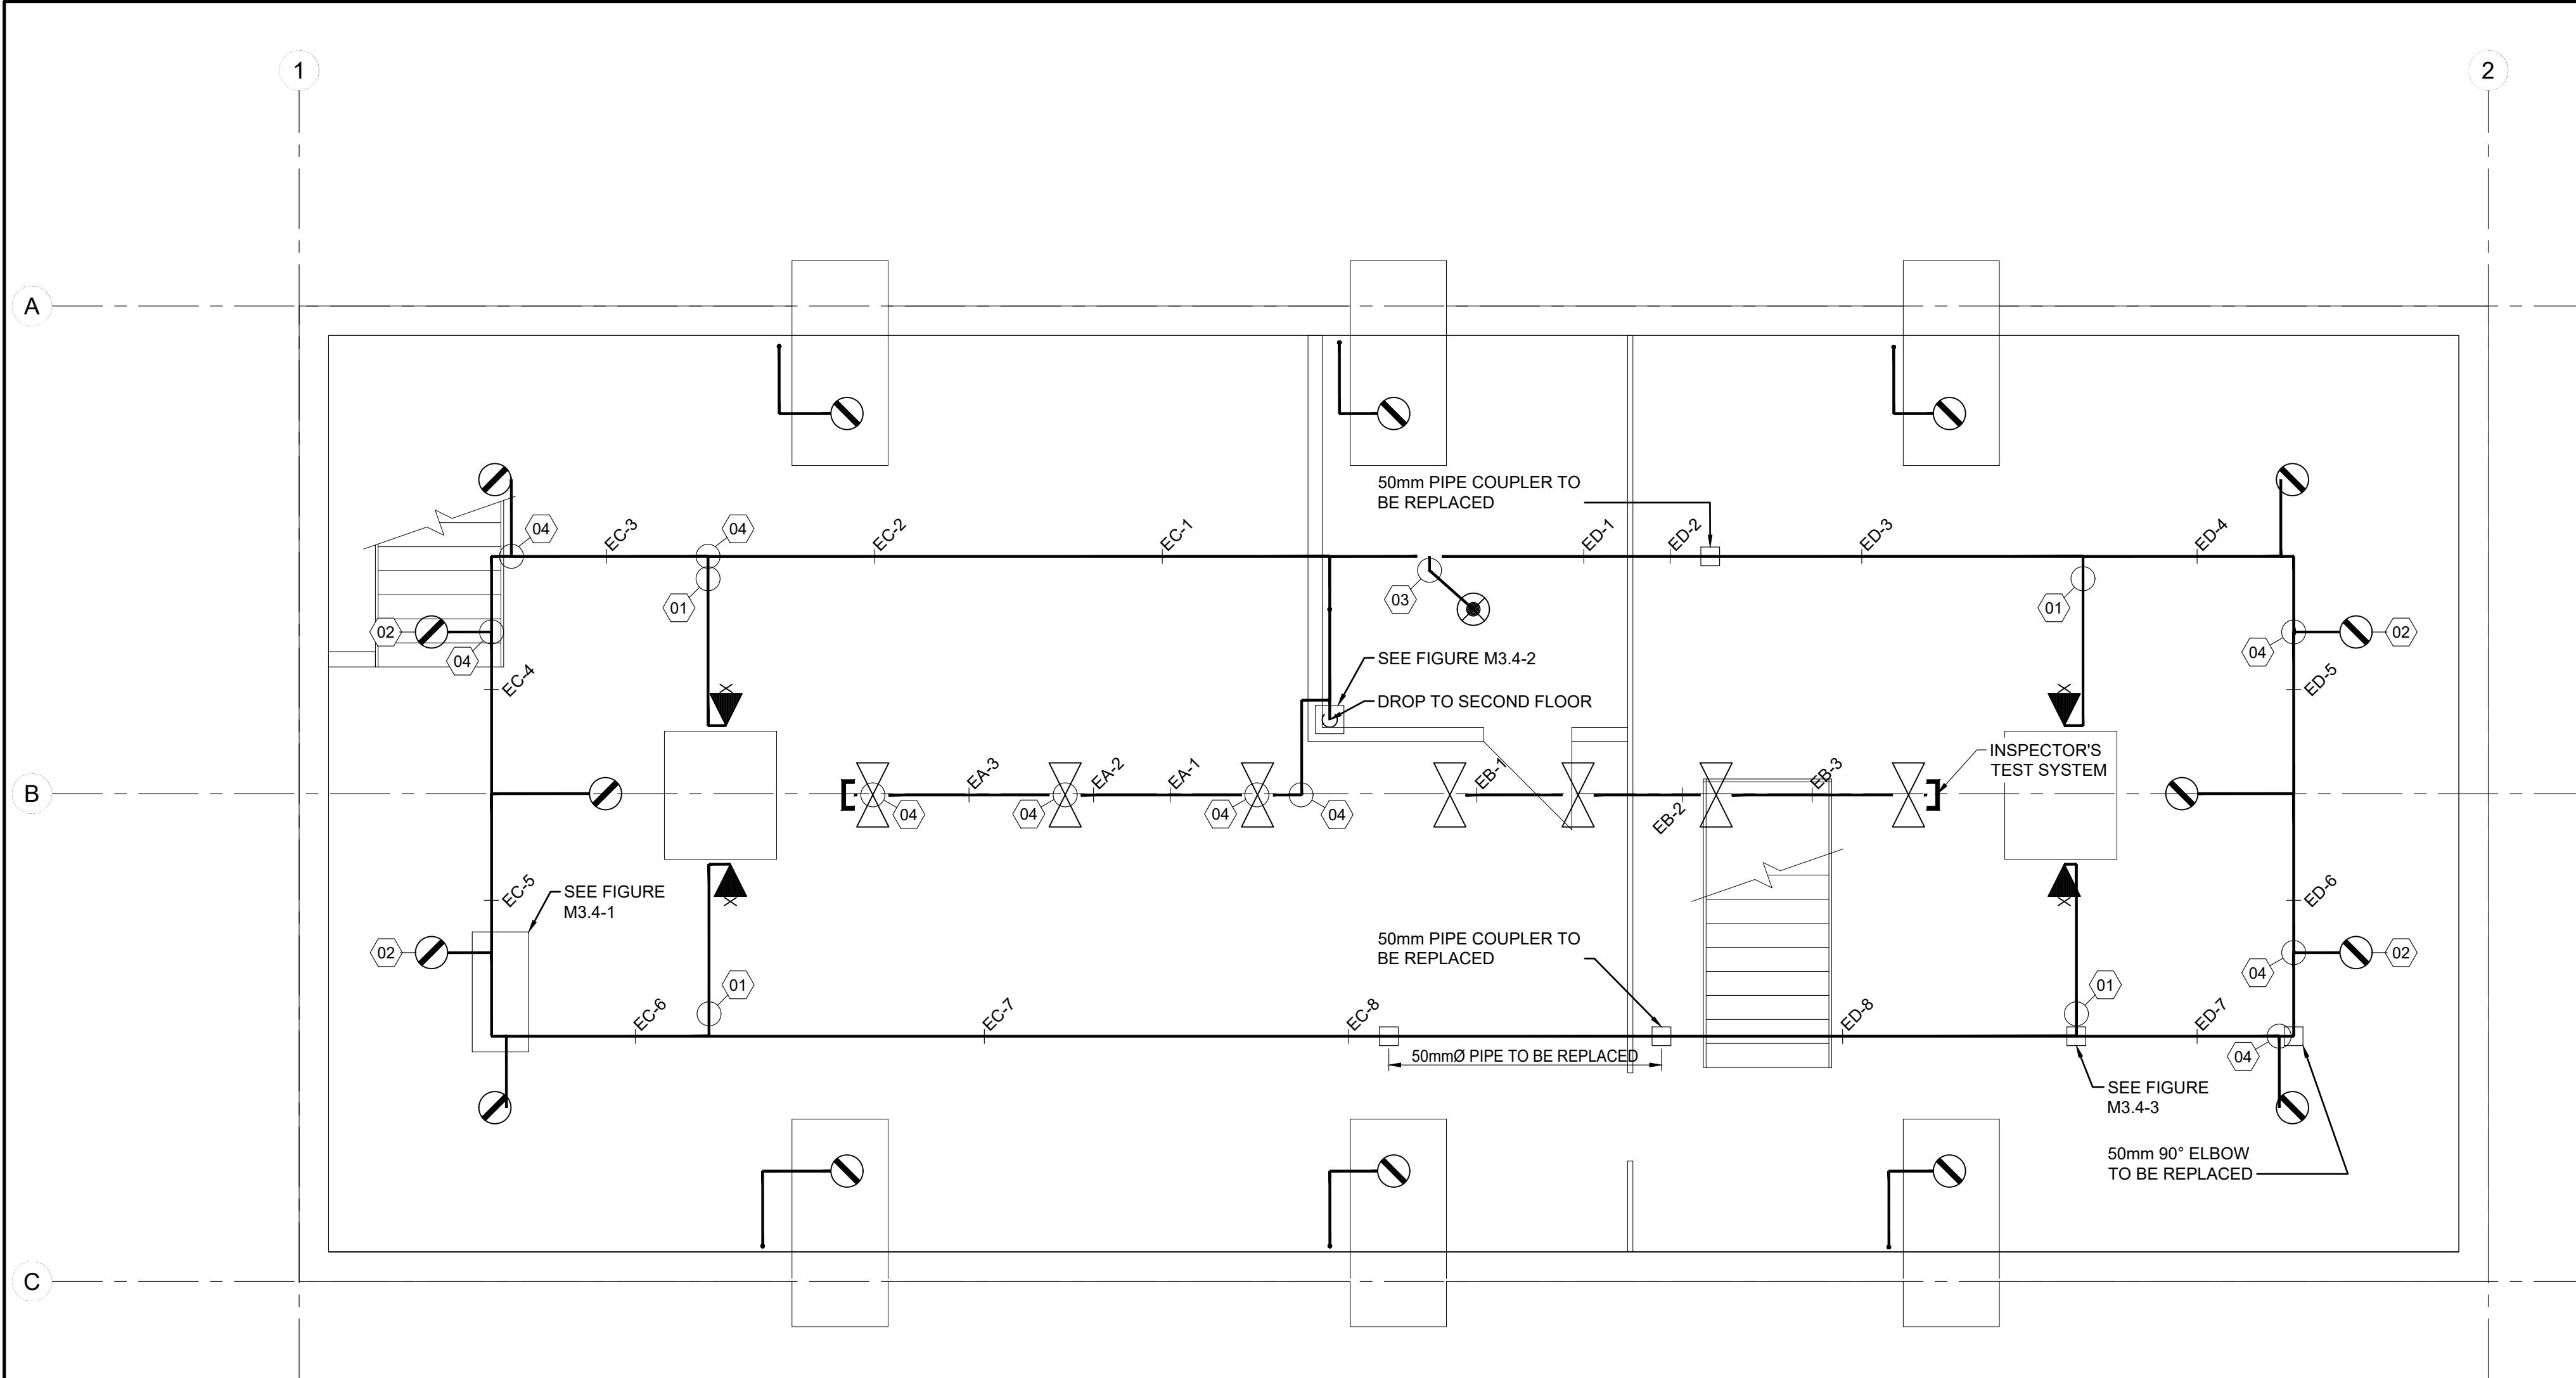 1
2
A
50mm PIPE COUPLER TO
BE REPLACED
04
EC-3
04
EC-2
EC-1
ED-1
ED-2
ED-3
ED-4
01
03
01
02
04
04
02
SEE FIGURE M3.4-2
EC-4
ED-5
DROP TO SECOND FLOOR
INSPECTOR'S
TEST SYSTEM
B
EA-3
EA-2
EA-1
EB-1
EB-3
04
04
04
04
EB-2
SEE FIGURE
M3.4-1
EC-5
ED-6
50mm PIPE COUPLER TO
BE REPLACED
02
04
02
01
01
EC-6
EC-7
EC-8
ED-8
ED-7
50mmØ PIPE TO BE REPLACED
04
SEE FIGURE
M3.4-3
50mm 90° ELBOW
TO BE REPLACED
C